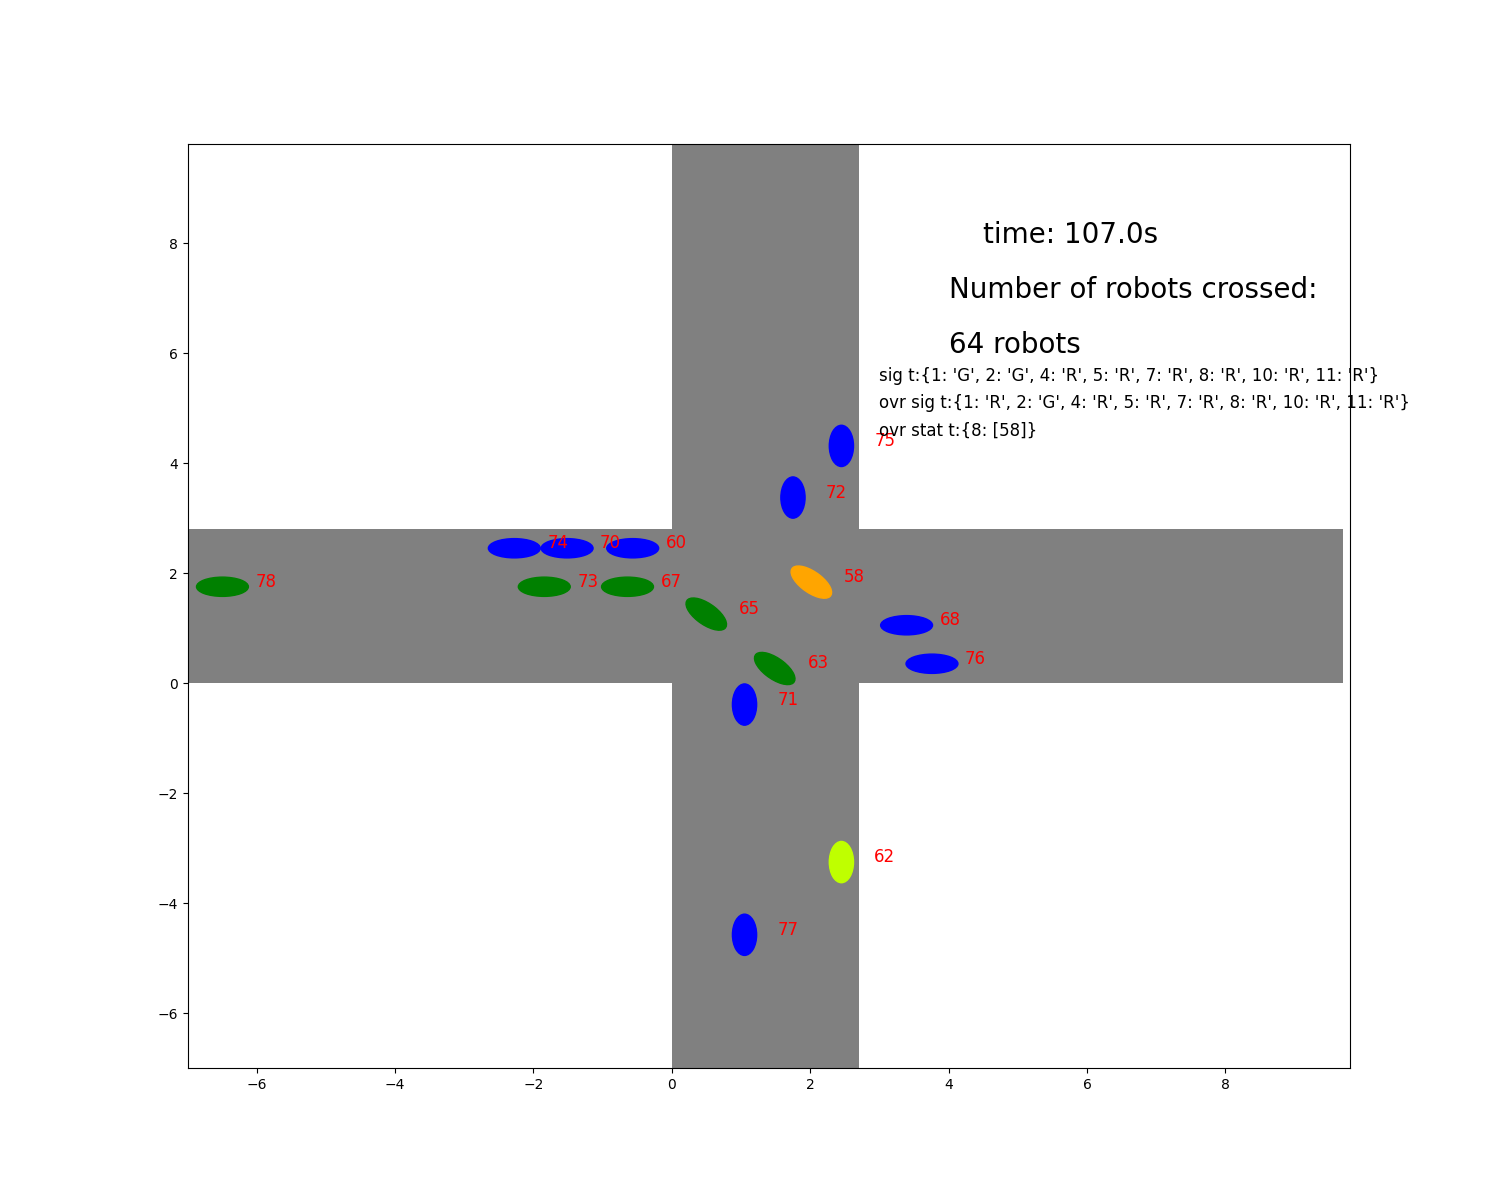 time: 107.0s
Number of robots crossed:
64 robots
sig t:{1: 'G', 2: 'G', 4: 'R', 5: 'R', 7: 'R', 8: 'R', 10: 'R', 11: 'R'}
ovr sig t:{1: 'R', 2: 'G', 4: 'R', 5: 'R', 7: 'R', 8: 'R', 10: 'R', 11: 'R'}
ovr stat t:{8: [58]}
75
72
74 70 60
78 73 67 58
65 68
63 76
71
62
77
8
6
4
2
0
−2
−4
−6
−6 −4 −2 0 2 4 6 8